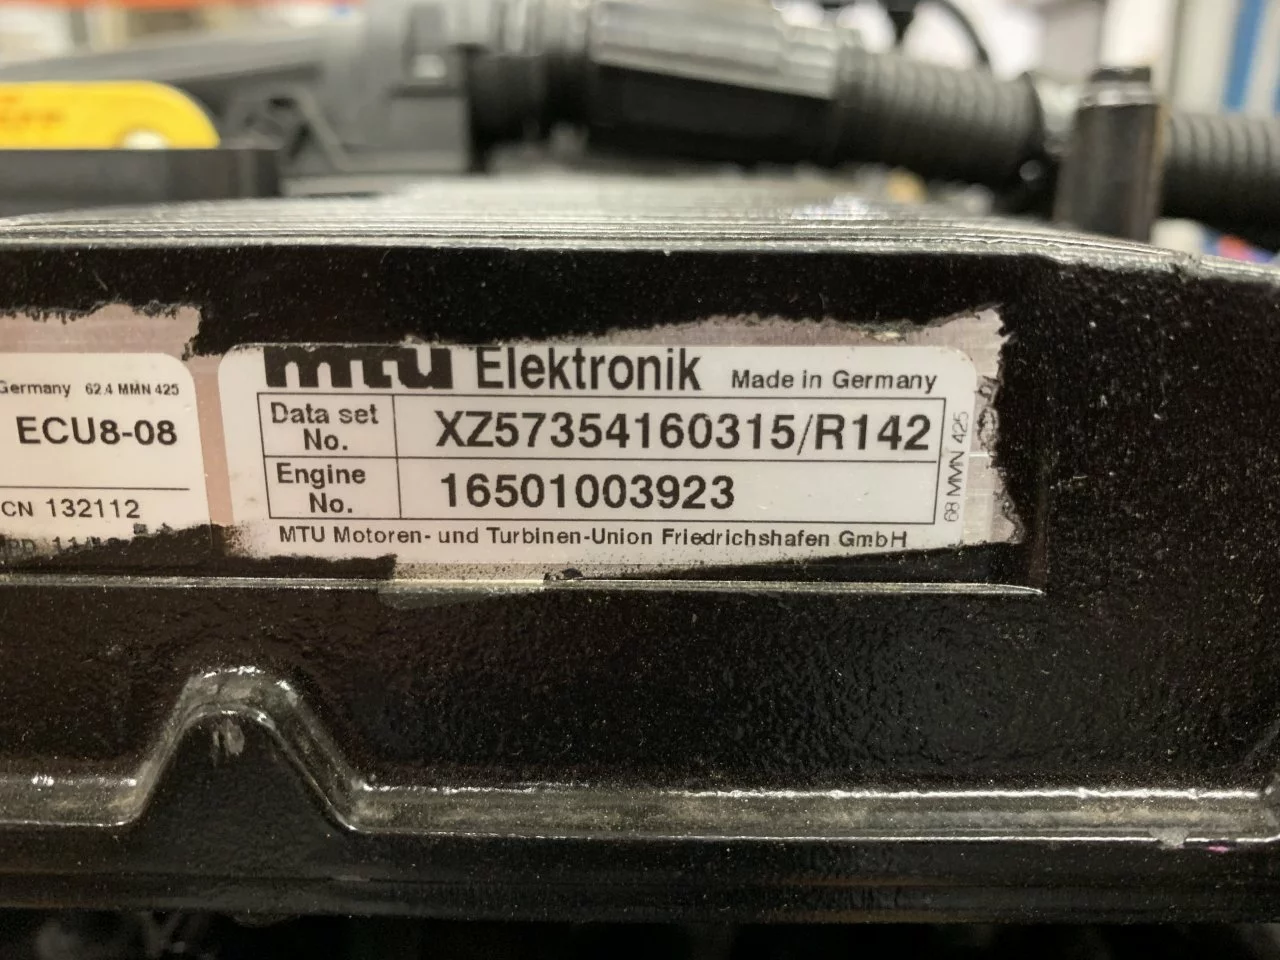 Germany 62.4 MMN 425
ECU8-08
CN 132112
mtu Elektronik Made in Germany
Data set No. XZ57354160315/R142
Engine No. 16501003923
MTU Motoren- und Turbinen-Union Friedrichshafen GmbH
68 MMN 425